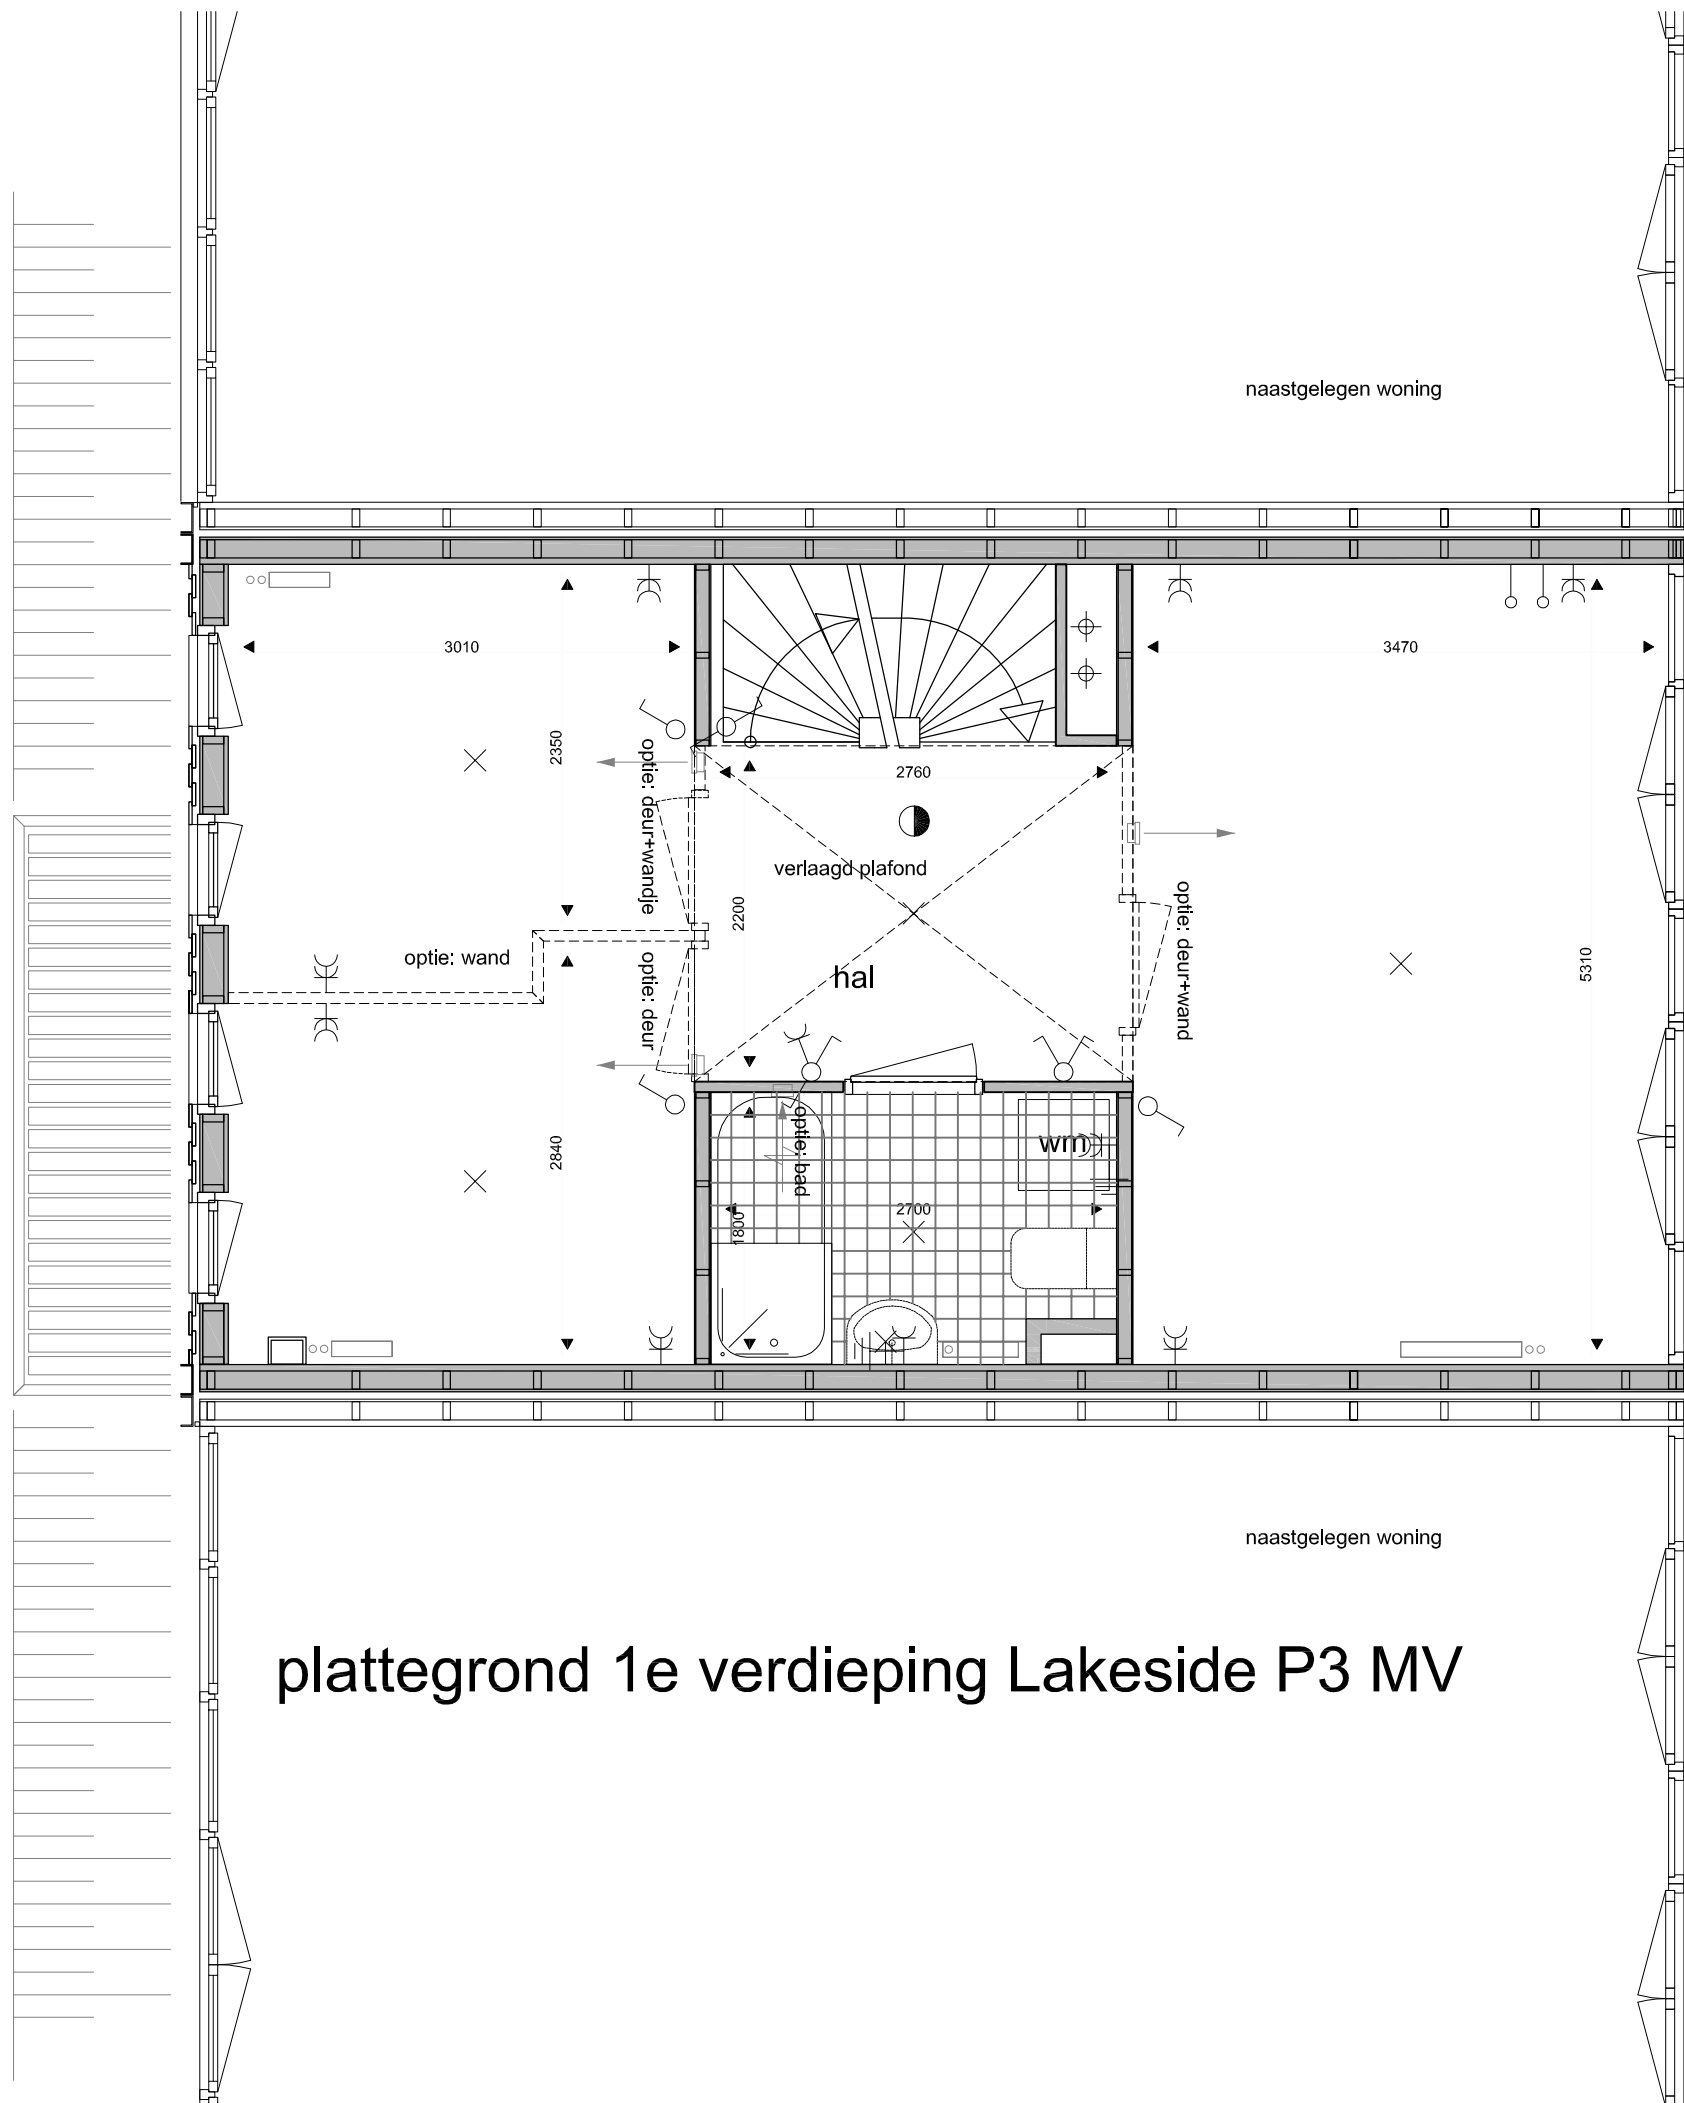 naastgelegen woning
3010
3470
2350
optie: deur+wandje
2760
verlaagd plafond
2200
optie: deur+wand
optie: wand
optie: deur
hal
5310
2840
optie: bad
wm
2700
1800
naastgelegen woning
plattegrond 1e verdieping Lakeside P3 MV